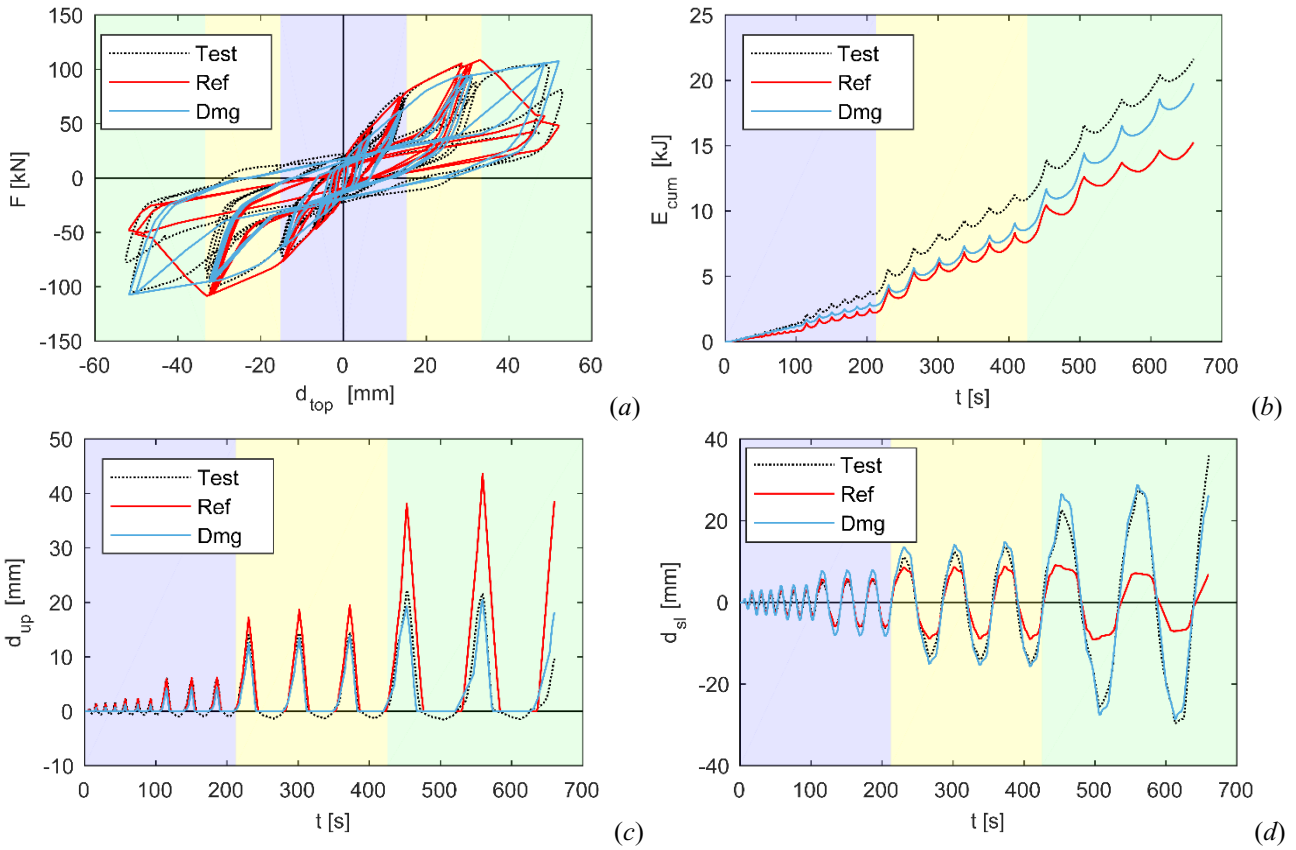 150
100
50
0
-50
-100
-150
F [kN]
Test
Ref
Dmg
-60 -40 -20 0 20 40 60
d_top [mm]
(a)
25
20
15
10
5
0
E_cum [kJ]
Test
Ref
Dmg
0 100 200 300 400 500 600 700
t [s]
(b)
50
40
30
20
10
0
-10
d_up [mm]
Test
Ref
Dmg
0 100 200 300 400 500 600 700
t [s]
(c)
40
20
0
-20
-40
d_sl [mm]
Test
Ref
Dmg
0 100 200 300 400 500 600 700
t [s]
(d)